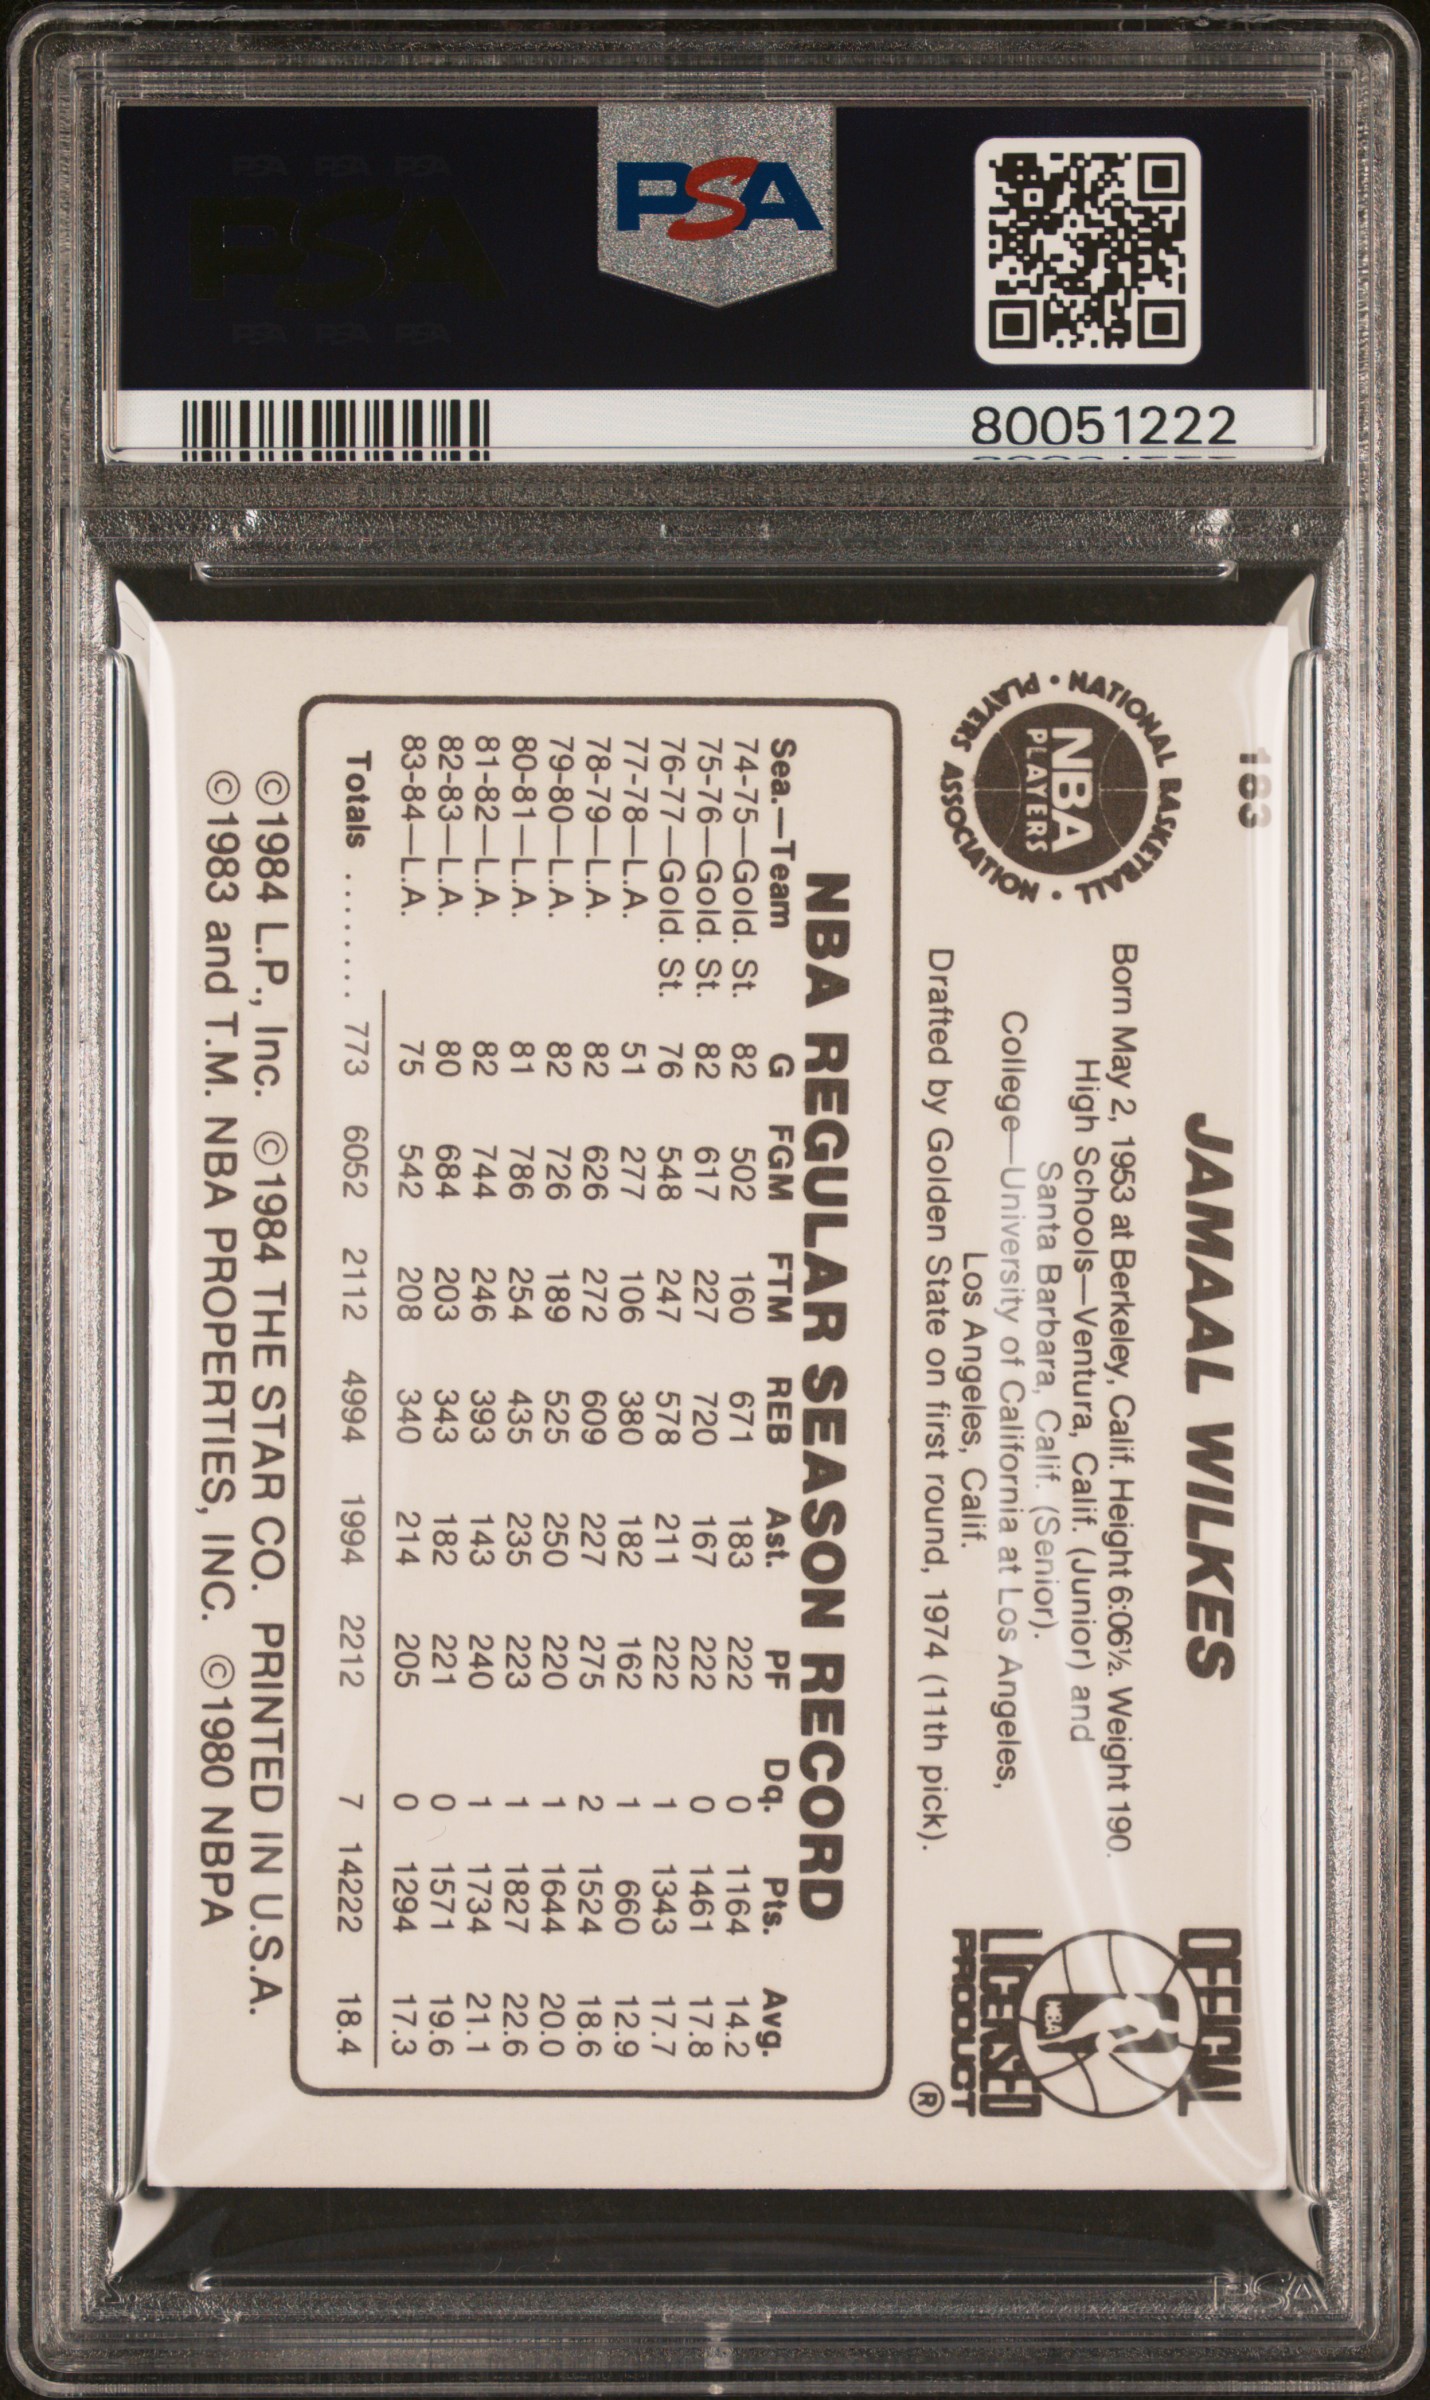 PSA
80051222
183
NATIONAL BASKETBALL • PLAYERS ASSOCIATION •
NBA
PLAYERS
JAMAAL WILKES
Born May 2, 1953 at Berkeley, Calif. Height 6:06½. Weight 190.
High Schools—Ventura, Calif. (Junior) and
Santa Barbara, Calif. (Senior).
College—University of California at Los Angeles,
Los Angeles, Calif.
Drafted by Golden State on first round, 1974 (11th pick).
OFFICIAL
NBA
LICENSED
PRODUCT
®
NBA REGULAR SEASON RECORD
Sea.—Team G FGM FTM REB Ast. PF Dq. Pts. Avg.
74-75—Gold. St. 82 502 160 671 183 222 0 1164 14.2
75-76—Gold. St. 82 617 227 720 167 222 0 1461 17.8
76-77—Gold. St. 76 548 247 578 211 222 1 1343 17.7
77-78—L.A. 51 277 106 380 182 162 1 660 12.9
78-79—L.A. 82 626 272 609 227 275 2 1524 18.6
79-80—L.A. 82 726 189 525 250 220 1 1644 20.0
80-81—L.A. 81 786 254 435 235 223 1 1827 22.6
81-82—L.A. 82 744 246 393 143 240 1 1734 21.1
82-83—L.A. 80 684 203 343 182 221 0 1571 19.6
83-84—L.A. 75 542 208 340 214 205 0 1294 17.3
Totals ....... 773 6052 2112 4994 1994 2212 7 14222 18.4
©1984 L.P., Inc. ©1984 THE STAR CO. PRINTED IN U.S.A.
©1983 and T.M. NBA PROPERTIES, INC. ©1980 NBPA
PSA